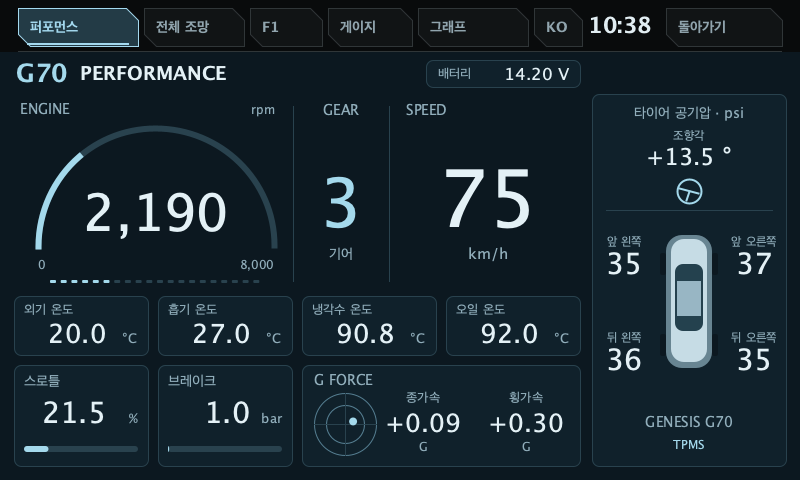 퍼포먼스 전체 조망 F1 게이지 그래프 KO 10:38 돌아가기
G70 PERFORMANCE 배터리 14.20 V
ENGINE rpm GEAR SPEED
2,190
0 8,000
3
기어
75
km/h
타이어 공기압 · psi
조향각
+13.5 °
앞 왼쪽 앞 오른쪽
35 37
뒤 왼쪽 뒤 오른쪽
36 35
GENESIS G70
TPMS
외기 온도 흡기 온도 냉각수 온도 오일 온도
20.0 °C 27.0 °C 90.8 °C 92.0 °C
스로틀 브레이크 G FORCE
21.5 % 1.0 bar
종가속 횡가속
+0.09 +0.30
G G